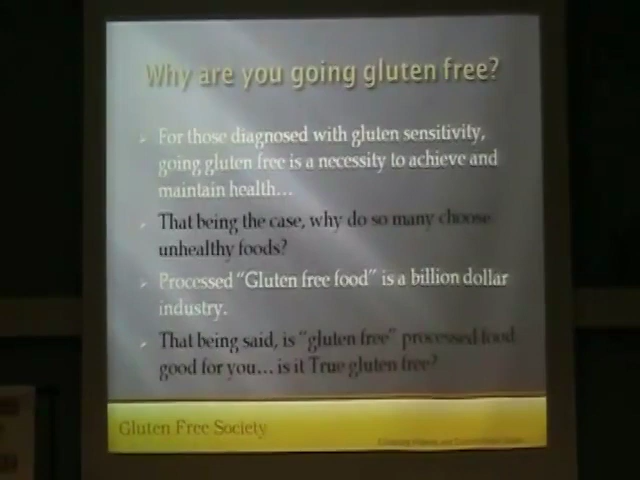 Why are you going gluten free?
For those diagnosed with gluten sensitivity,
going gluten free is a necessity to achieve and
maintain health...
That being the case, why do so many choose
unhealthy foods?
Processed "Gluten free food" is a billion dollar
industry.
That being said, is "gluten free" processed food
good for you... is it True gluten free?
Gluten Free Society